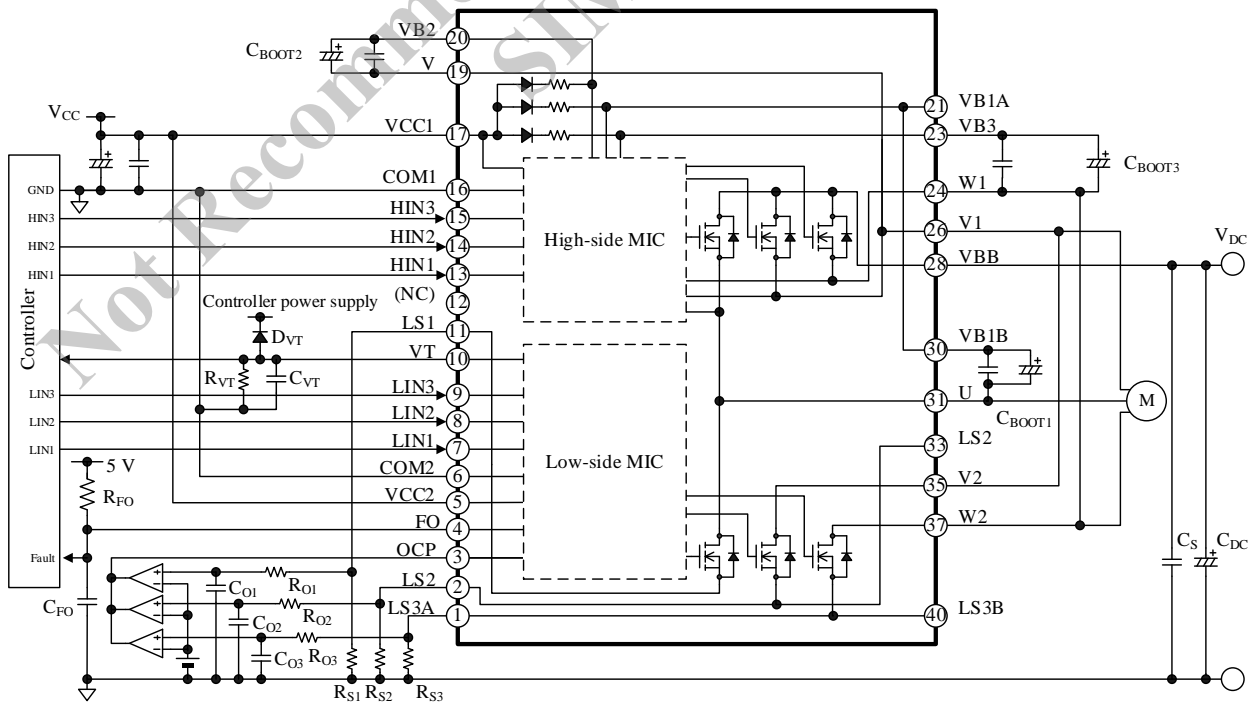 Not Recomm
SIM
VB2
20
CBOOT2
V
19
VCC
VCC1
17
VB1A
21
VB3
23
CBOOT3
GND
COM1
16
W1
24
HIN3
HIN3
15
HIN2
HIN2
14
V1
26
VDC
HIN1
HIN1
13
VBB
28
High-side MIC
(NC)
12
Controller
Controller power supply
DVT
LS1
11
VT
10
VB1B
30
RVT
CVT
LIN3
LIN3
9
U
31
M
CBOOT1
LIN2
LIN2
8
LIN1
LIN1
7
LS2
33
5 V
COM2
6
Low-side MIC
RFO
VCC2
5
V2
35
FO
4
W2
37
Fault
OCP
3
CS
CDC
CFO
CO1
RO1
LS2
2
CO2
RO2
LS3A
1
LS3B
40
CO3
RO3
RS1
RS2
RS3